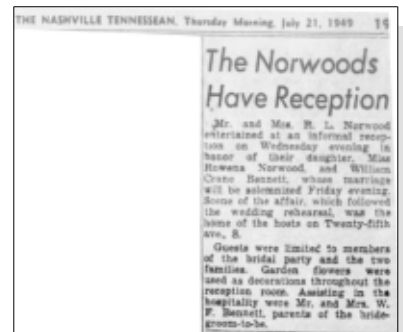 THE NASHVILLE TENNESSEAN, Thursday Morning, July 21, 1949 19
The Norwoods
Have Reception
Mr. and Mrs. R. L. Norwood
entertained at an informal recep-
tion on Wednesday evening in
honor of their daughter, Miss
Rowena Norwood, and William
Crane Bennett, whose marriage
will be solemnized Friday evening.
Scene of the affair, which followed
the wedding rehearsal, was the
home of the hosts on Twenty-fifth
ave., S.
Guests were limited to members
of the bridal party and the two
families. Garden flowers were
used as decorations throughout the
reception room. Assisting in the
hospitality were Mr. and Mrs. W.
F. Bennett, parents of the bride-
groom-to-be.